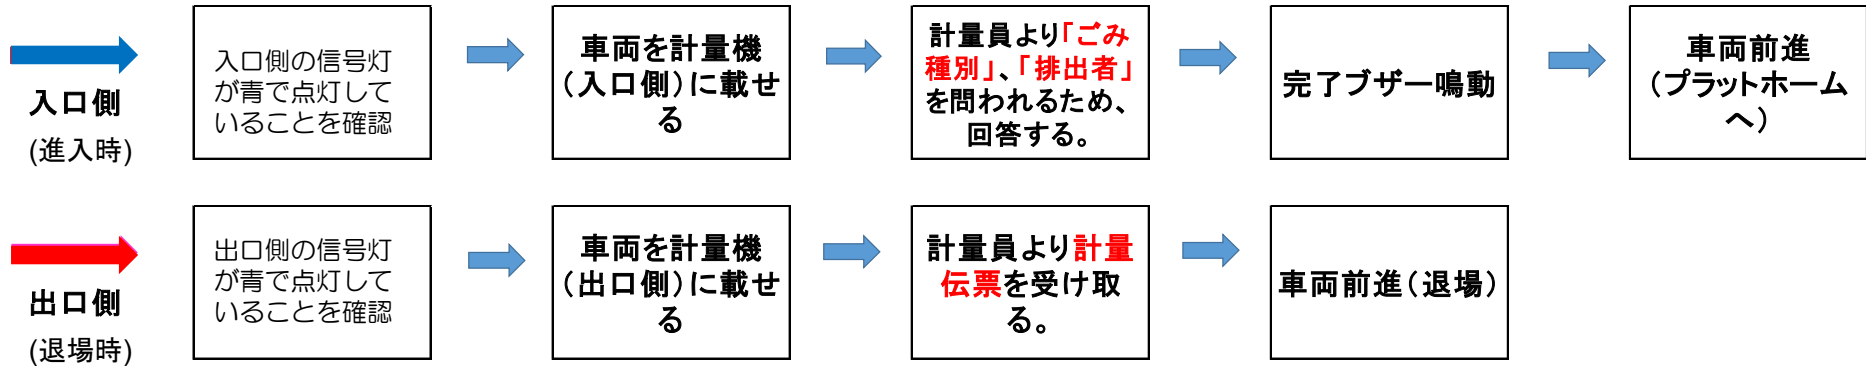 入口側
(進入時)
入口側の信号灯
が青で点灯して
いることを確認
車両を計量機
(入口側)に載せ
る
計量員より「ごみ
種別」、「排出者」
を問われるため、
回答する。
完了ブザー鳴動
車両前進
(プラットホーム
へ)
出口側
(退場時)
出口側の信号灯
が青で点灯して
いることを確認
車両を計量機
(出口側)に載せ
る
計量員より計量
伝票を受け取
る。
車両前進(退場)